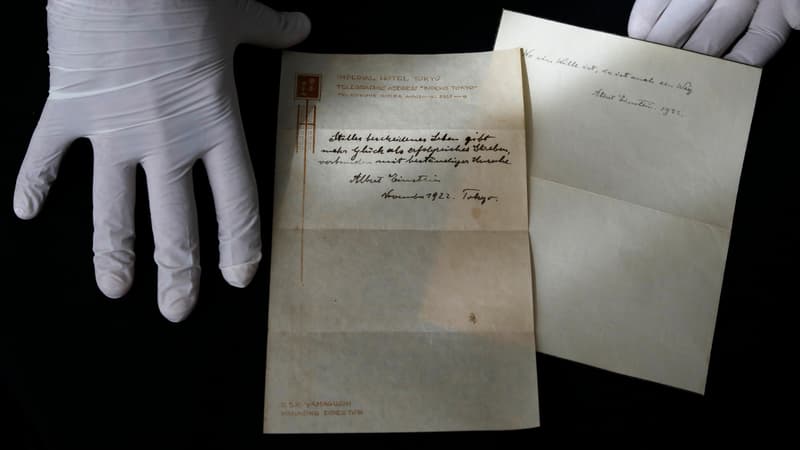 IMPERIAL HOTEL TOKYO
TELEGRAPHIC ADDRESS "IMPEHO TOKYO"
Stilles bescheidenes Leben gibt
mehr Glück als erfolgreiches Streben,
verbunden mit beständiger Unruhe.
Albert Einstein
November 1922. Tokyo.
YAMAGUCHI
MANAGING DIRECTOR
Wo ein Wille ist, da ist auch ein Weg
Albert Einstein. 1922.